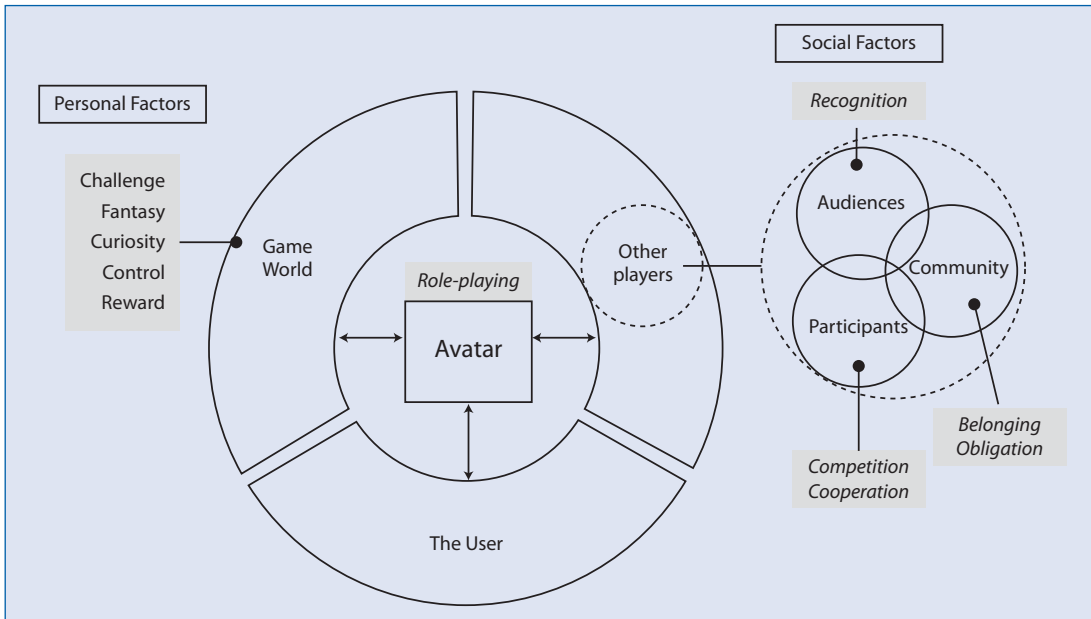 Personal Factors
Challenge
Fantasy
Curiosity
Control
Reward
Game
World
Role-playing
Avatar
The User
Other
players
Social Factors
Recognition
Audiences
Community
Participants
Belonging
Obligation
Competition
Cooperation